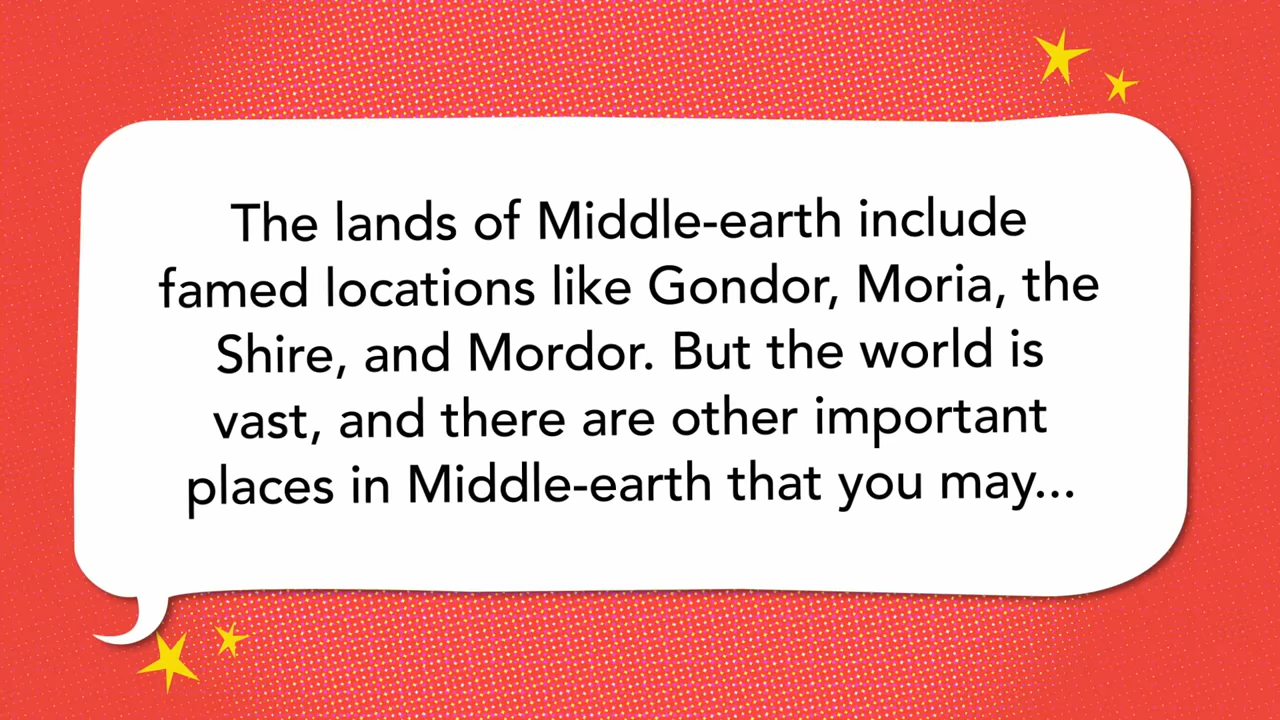 The lands of Middle-earth include
famed locations like Gondor, Moria, the
Shire, and Mordor. But the world is
vast, and there are other important
places in Middle-earth that you may...